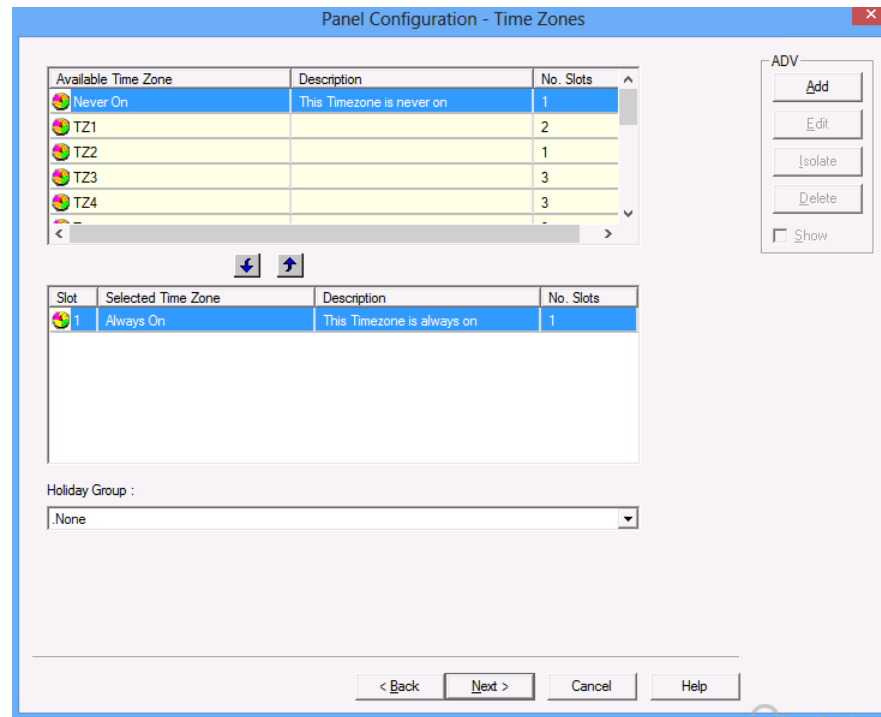 Panel Configuration - Time Zones
Available Time Zone Description No. Slots
Never On This Timezone is never on 1
TZ1 2
TZ2 1
TZ3 3
TZ4 3
ADV
Add
Edit
Isolate
Delete
Show
Slot Selected Time Zone Description No. Slots
1 Always On This Timezone is always on 1
Holiday Group :
.None
< Back Next > Cancel Help